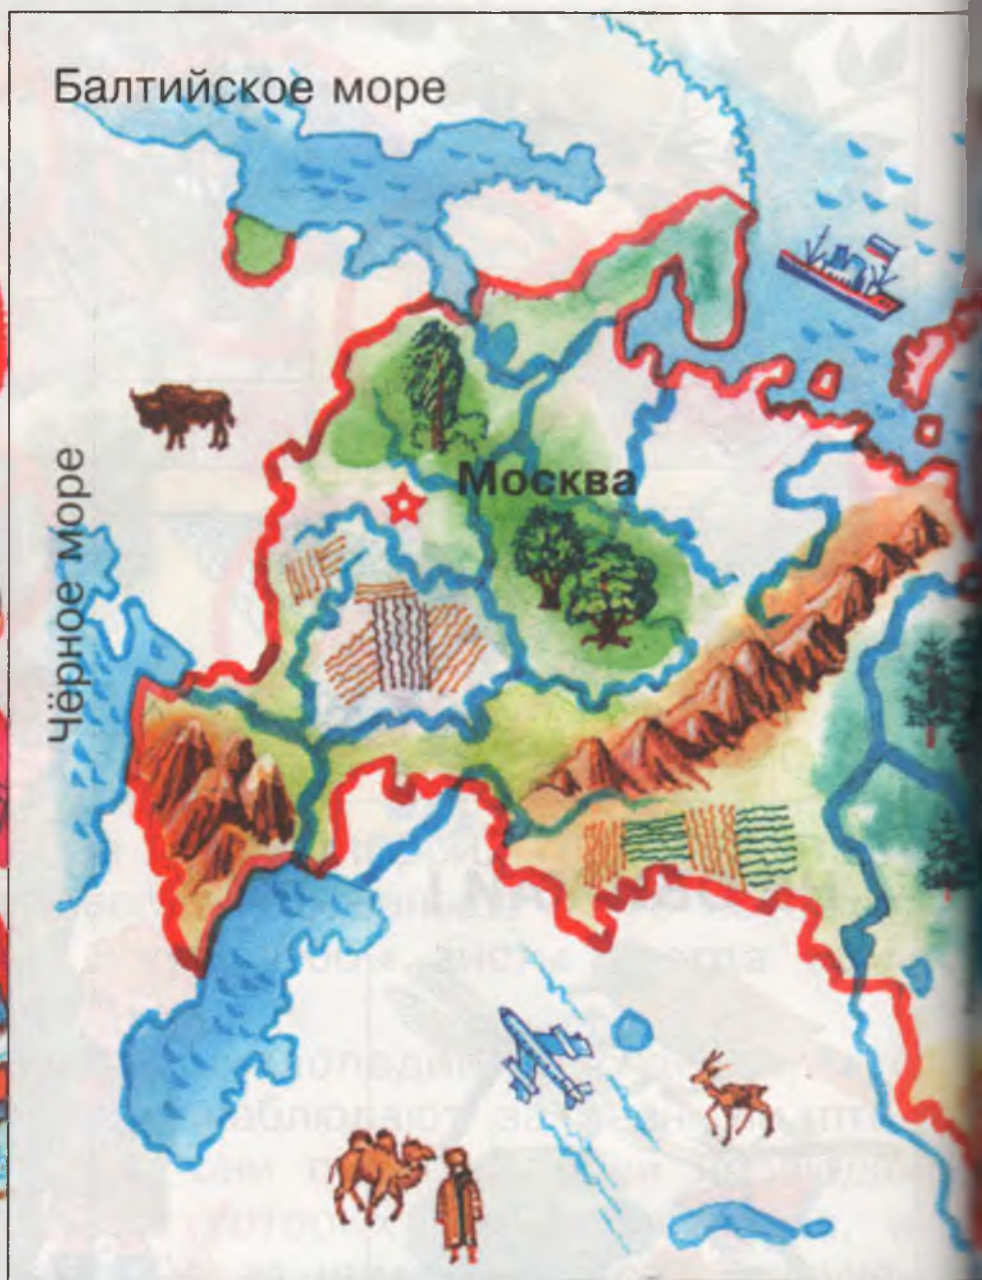 Балтийское море
Москва
Чёрное море